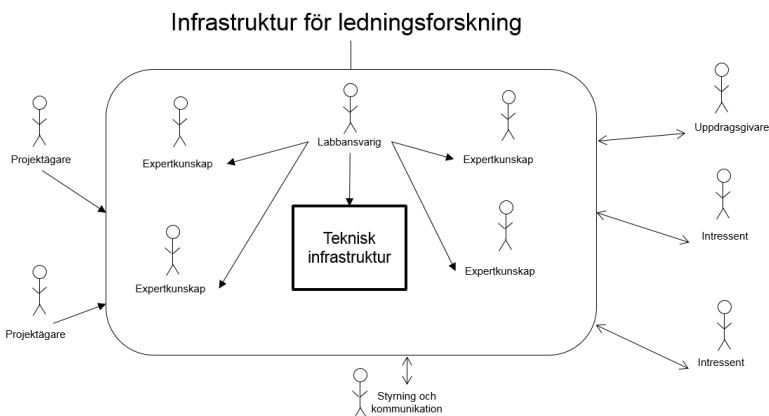 Infrastruktur för ledningsforskning
Projektägare
Expertkunskap
Labbansvarig
Expertkunskap
Uppdragsgivare
Teknisk
infrastruktur
Expertkunskap
Expertkunskap
Intressent
Projektägare
Intressent
Styrning och
kommunikation